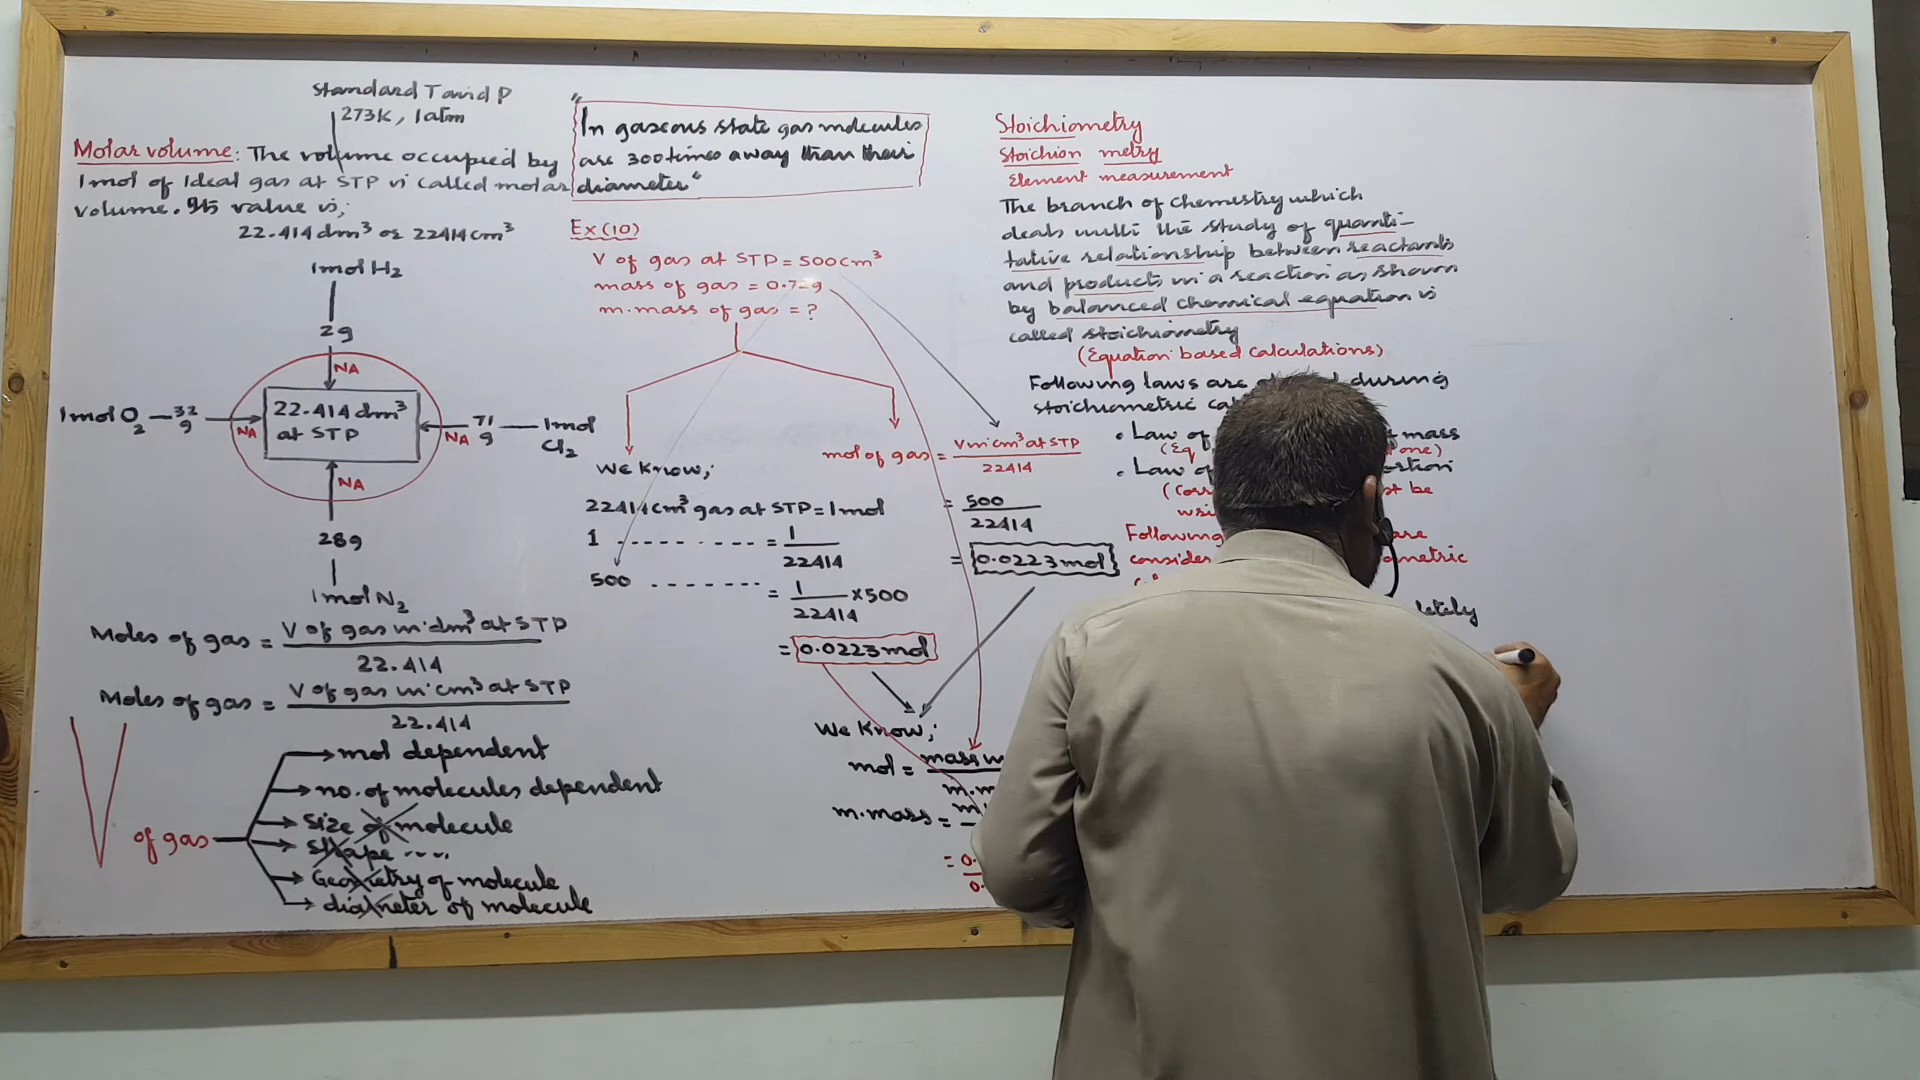 Standard T and P
273K, 1atm
Molar volume: The volume occupied by
1mol of Ideal gas at STP is called molar
volume. Its value is;
22.414 dm³ or 22414 cm³
1mol H₂
2g
NA
1mol O₂ — 32 g
NA
22.414 dm³
at STP
NA
71 g — 1mol Cl₂
NA
28g
1mol N₂
Moles of gas = V of gas in dm³ at STP / 22.414
Moles of gas = V of gas in cm³ at STP / 22.414
V of gas
mol dependent
no. of molecules dependent
Size of molecule
Shape ....
Geometry of molecule
diameter of molecule
"In gaseous state gas molecules
are 300 times away than their
diameter"
Ex (10)
V of gas at STP = 500cm³
mass of gas = 0.72g
m.mass of gas = ?
We Know;
22414cm³ gas at STP = 1mol
1 - - - - - - - - - = 1/22414
500 - - - - - - - = 1/22414 × 500
= 0.0223mol
mol of gas = V in cm³ at STP / 22414
= 500 / 22414
= 0.0223mol
We Know;
mol = mass
m.mass =
= 0.
0.
Stoichiometry
Stoichion metry
Element measurement
The branch of chemistry which
deals with the study of quanti-
tative relationship between reactants
and products in a reaction as shown
by balanced chemical equation is
called stoichiometry
(Equation based calculations)
Following laws are during
stoichiometric
• Law of mass
(Eq one)
• Law of
be
Following are